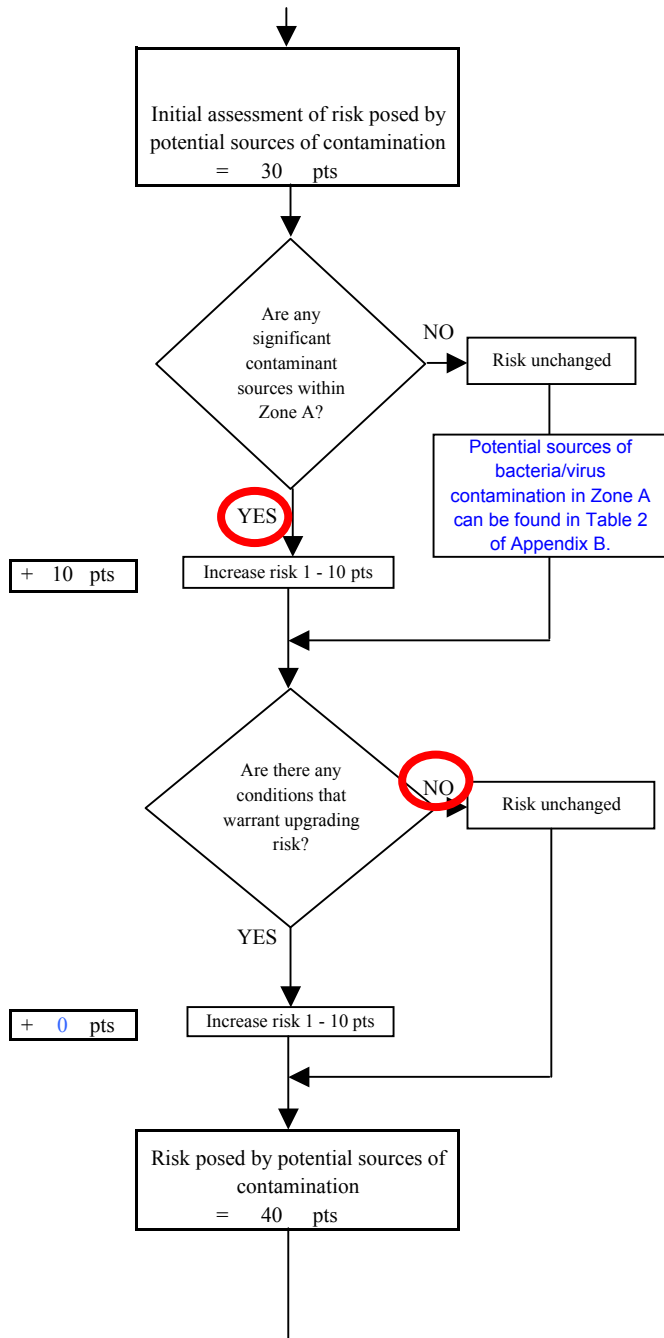 Initial assessment of risk posed by
potential sources of contamination
= 30 pts
Are any
significant
contaminant
sources within
Zone A?
NO
Risk unchanged
Potential sources of
bacteria/virus
contamination in Zone A
can be found in Table 2
of Appendix B.
YES
+ 10 pts
Increase risk 1 - 10 pts
Are there any
conditions that
warrant upgrading
risk?
NO
Risk unchanged
YES
+ 0 pts
Increase risk 1 - 10 pts
Risk posed by potential sources of
contamination
= 40 pts